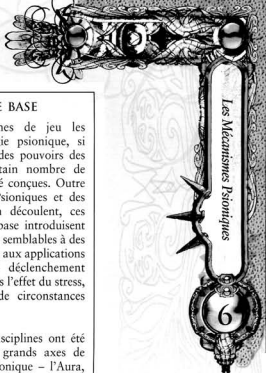 E BASE
nes de jeu les
ie psionique, si
des pouvoirs des
tain nombre de
é conçues. Outre
sioniques et des
découlent, ces
base introduisent
semblables à des
aux applications
déclenchement
s l'effet du stress,
de circonstances
sciplines ont été
grands axes de
onique – l'Aura,
Les Mécanismes Psioniques
6